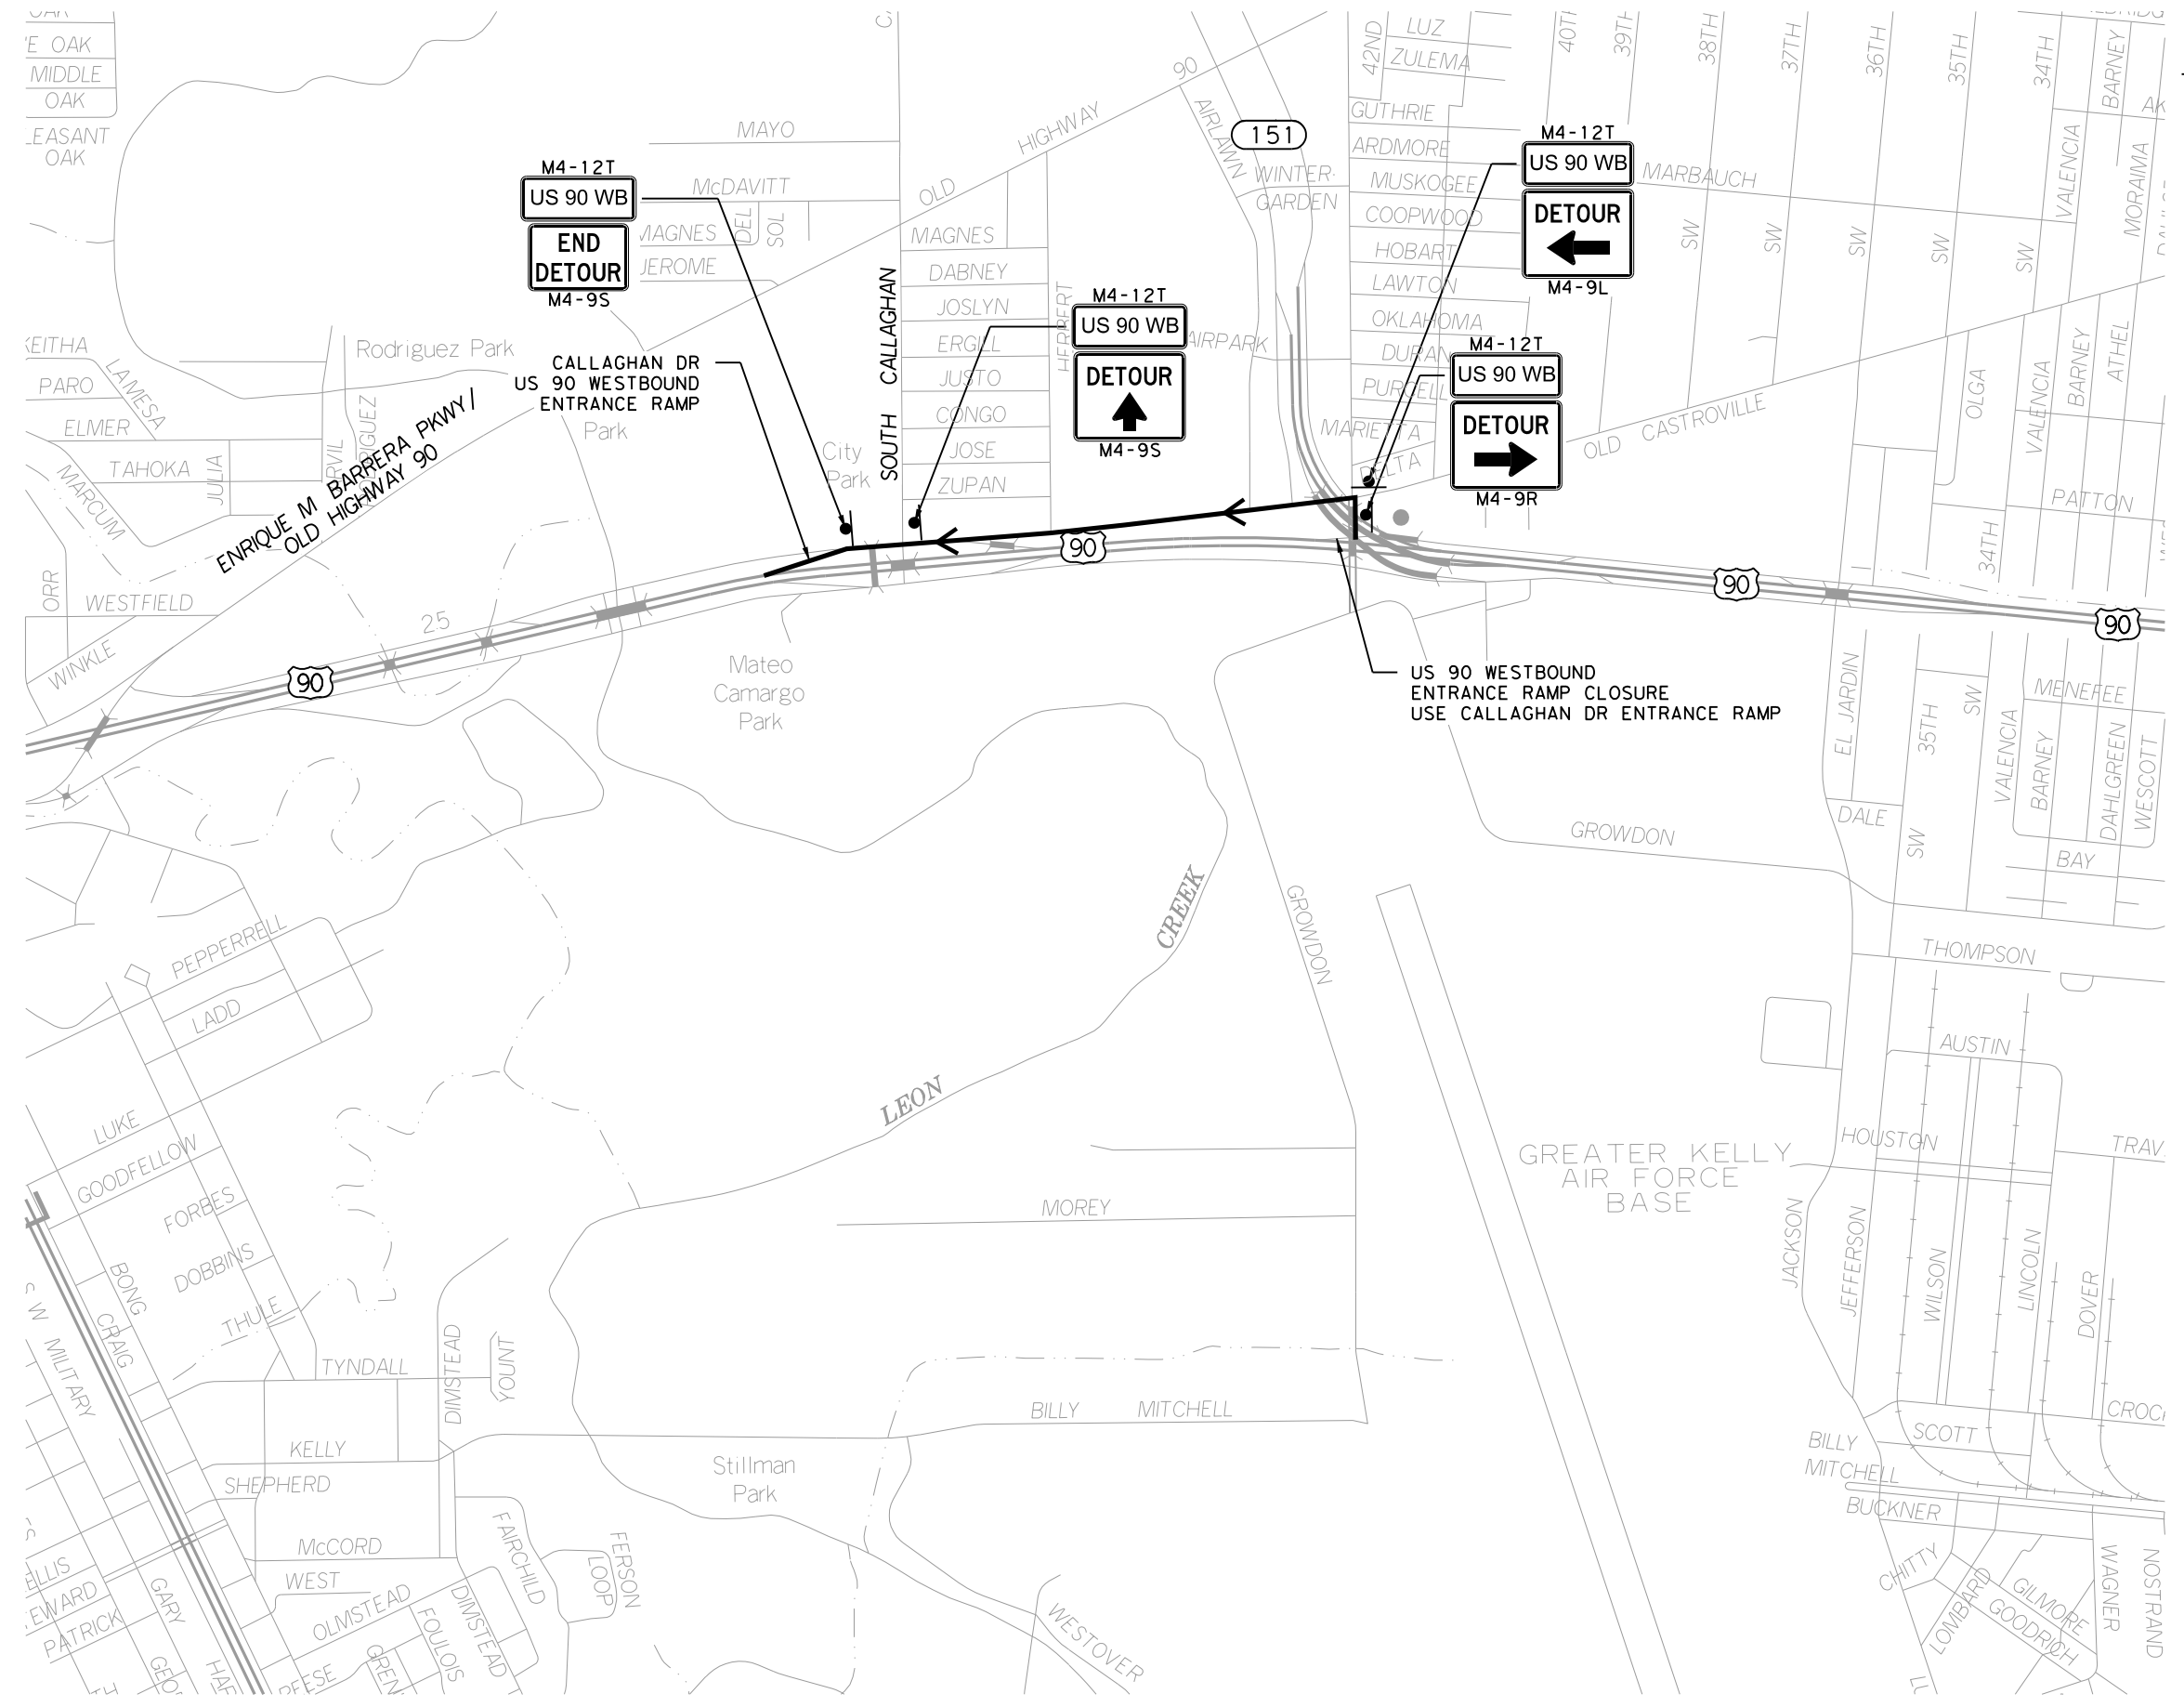 E OAK
MIDDLE
OAK
LEASANT
OAK
MAYO
McDAVITT
MAGNES
DEL
SOL
JEROME
OLD
HIGHWAY
90
AIRLAWN
151
WINTER-
GARDEN
42ND
LUZ
ZULEMA
GUTHRIE
ARDMORE
MUSKOGEE
COOPWOOD
HOBART
LAWTON
OKLAHOMA
DURAN
PURCELL
MARIETTA
DELTA
40TH
39TH
38TH
37TH
36TH
35TH
34TH
BARNEY
VALENCIA
MORAIMA
MARBAUCH
SW
SW
SW
SW
SW
M4-12T
US 90 WB
END
DETOUR
M4-9S
M4-12T
US 90 WB
DETOUR
M4-9S
M4-12T
US 90 WB
DETOUR
M4-9L
M4-12T
US 90 WB
DETOUR
M4-9R
MAGNES
DABNEY
JOSLYN
ERGILL
JUSTO
CONGO
JOSE
ZUPAN
HERBERT
AIRPARK
SOUTH CALLAGHAN
CALLAGHAN DR
US 90 WESTBOUND
ENTRANCE RAMP
Rodriguez Park
Park
City
Park
KEITHA
PARO
LAMESA
ELMER
TAHOKA
JULIA
MARCUM
ORR
WESTFIELD
WINKLE
ENRIQUE M BARRERA PKWY/
OLD HIGHWAY 90
25
OLD CASTROVILLE
OLGA
VALENCIA
BARNEY
ATHEL
PATTON
34TH
90
90
90
90
Mateo
Camargo
Park
US 90 WESTBOUND
ENTRANCE RAMP CLOSURE
USE CALLAGHAN DR ENTRANCE RAMP
EL JARDIN
35TH
SW
SW
VALENCIA
BARNEY
MENEFEE
DAHLGREEN
WESCOTT
DALE
BAY
GROWDON
GROWDON
THOMPSON
LEON CREEK
PEPPERRELL
LADD
LUKE
GOODFELLOW
FORBES
DOBBINS
THULE
BONG
CRAIG
S W MILITARY
AUSTIN
HOUSTON
TRAV
GREATER KELLY
AIR FORCE
BASE
MOREY
JACKSON
JEFFERSON
WILSON
LINCOLN
DOVER
TYNDALL
DIMSTEAD
YOUNT
BILLY MITCHELL
KELLY
SHEPHERD
Stillman
Park
McCORD
WEST
OLMSTEAD
FOULOIS
DIMSTEAD
FAIRCHILD
FERSON
LOOP
WESTOVER
ELLIS
EWARD
PATRICK
GARY
REESE
CROC
SCOTT
BILLY
MITCHELL
BUCKNER
CHITTY
LOMBARD
GILMORE
GOODRICH
WAGNER
NOSTRAND